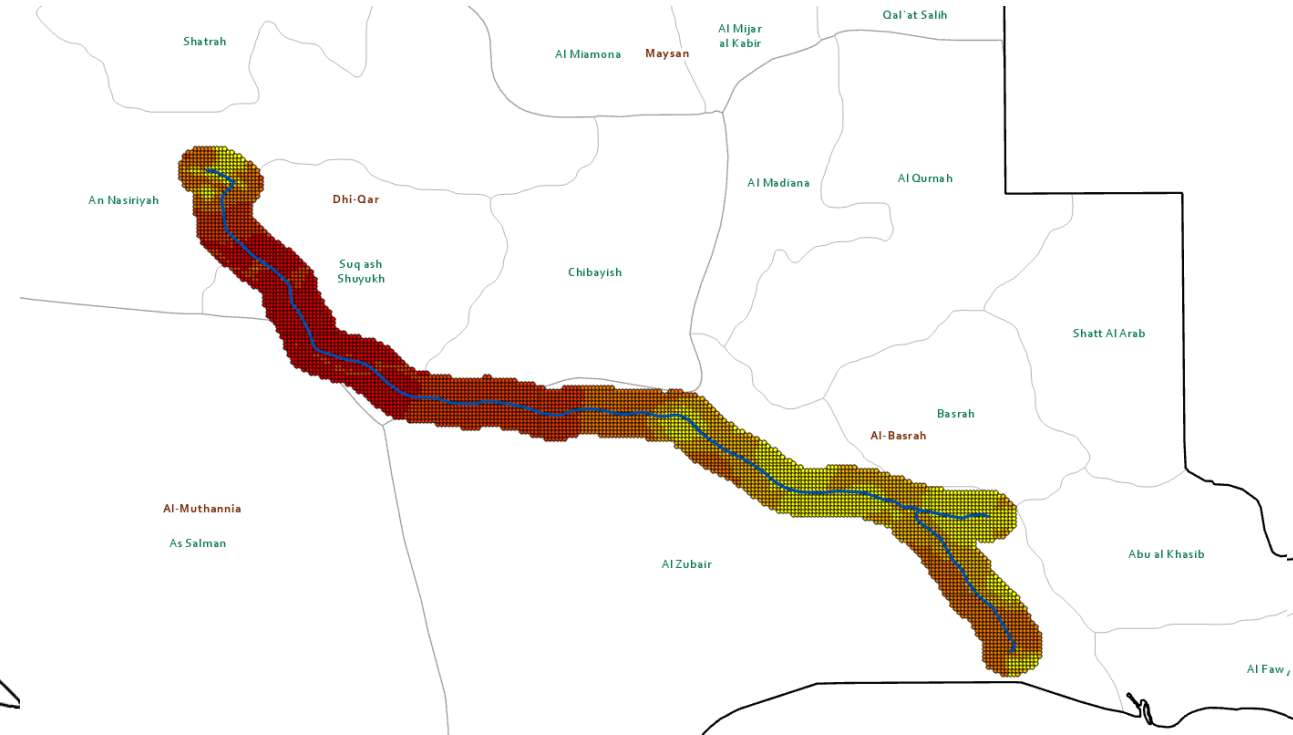 Qal`at Salih
Shatrah
Al Mijar
al Kabir
Al Miamona
Maysan
Al Madiana
Al Qurnah
An Nasiriyah
Dhi-Qar
Suq ash
Shuyukh
Chibayish
Shatt Al Arab
Basrah
Al-Basrah
Al-Muthannia
As Salman
Al Zubair
Abu al Khasib
Al Faw